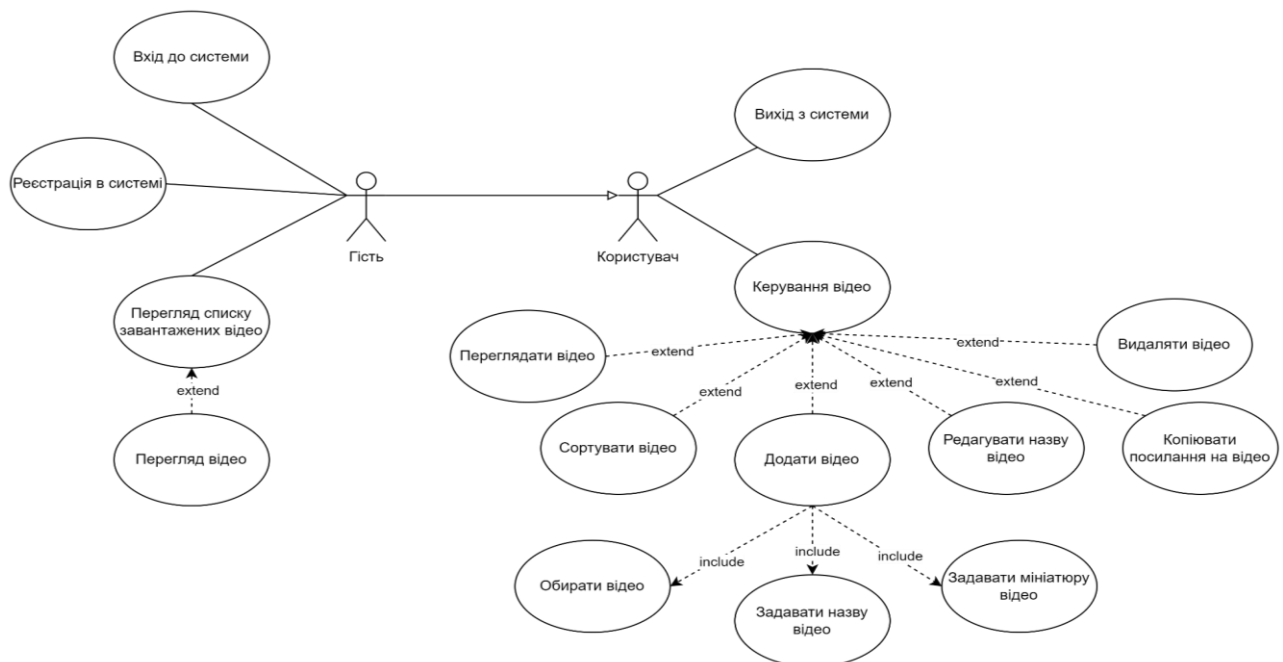 Вхід до системи
Вихід з системи
Реєстрація в системі
Гість
Користувач
Перегляд списку
завантажених відео
Керування відео
extend
Перегляд відео
Переглядати відео
extend
extend
Видаляти відео
extend
extend
extend
extend
Сортувати відео
Додати відео
Редагувати назву
відео
Копіювати
посилання на відео
include
include
include
Обирати відео
Задавати назву
відео
Задавати мініатюру
відео